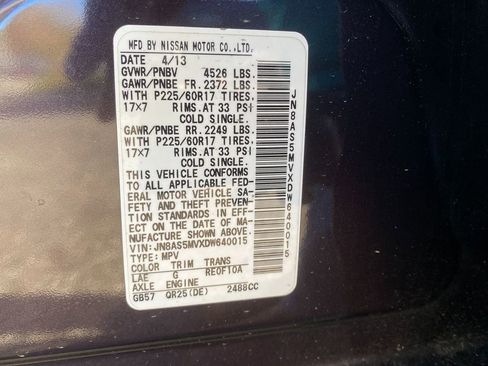 MFD BY NISSAN MOTOR CO.,LTD.
DATE 4/13
GVWR/PNBV 4526 LBS.
GAWR/PNBE FR. 2372 LBS.
WITH P225/60R17 TIRES.
17×7 RIMS.AT 33 PSI
COLD SINGLE.
GAWR/PNBE RR. 2249 LBS.
WITH P225/60R17 TIRES.
17×7 RIMS.AT 33 PSI
COLD SINGLE.
THIS VEHICLE CONFORMS
TO ALL APPLICABLE FED-
ERAL MOTOR VEHICLE SA-
FETY AND THEFT PREVEN-
TION STANDARDS IN EFF-
ECT ON THE DATE OF MA-
NUFACTURE SHOWN ABOVE.
VIN: JN8AS5MVXDW640015
TYPE: MPV
COLOR TRIM TRANS
LAE G RE0F10A
AXLE ENGINE
GB57 QR25(DE) 2488CC
JN8AS5MVXDW640015